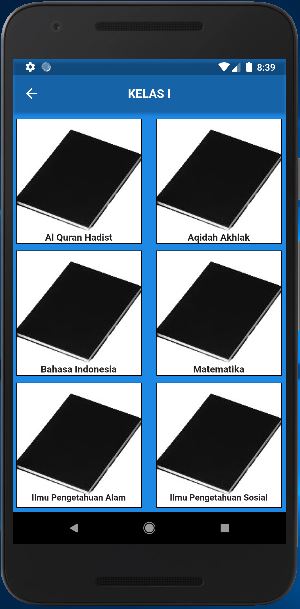 8:39
KELAS I
Al Quran Hadist
Aqidah Akhlak
Bahasa Indonesia
Matematika
Ilmu Pengetahuan Alam
Ilmu Pengetahuan Sosial